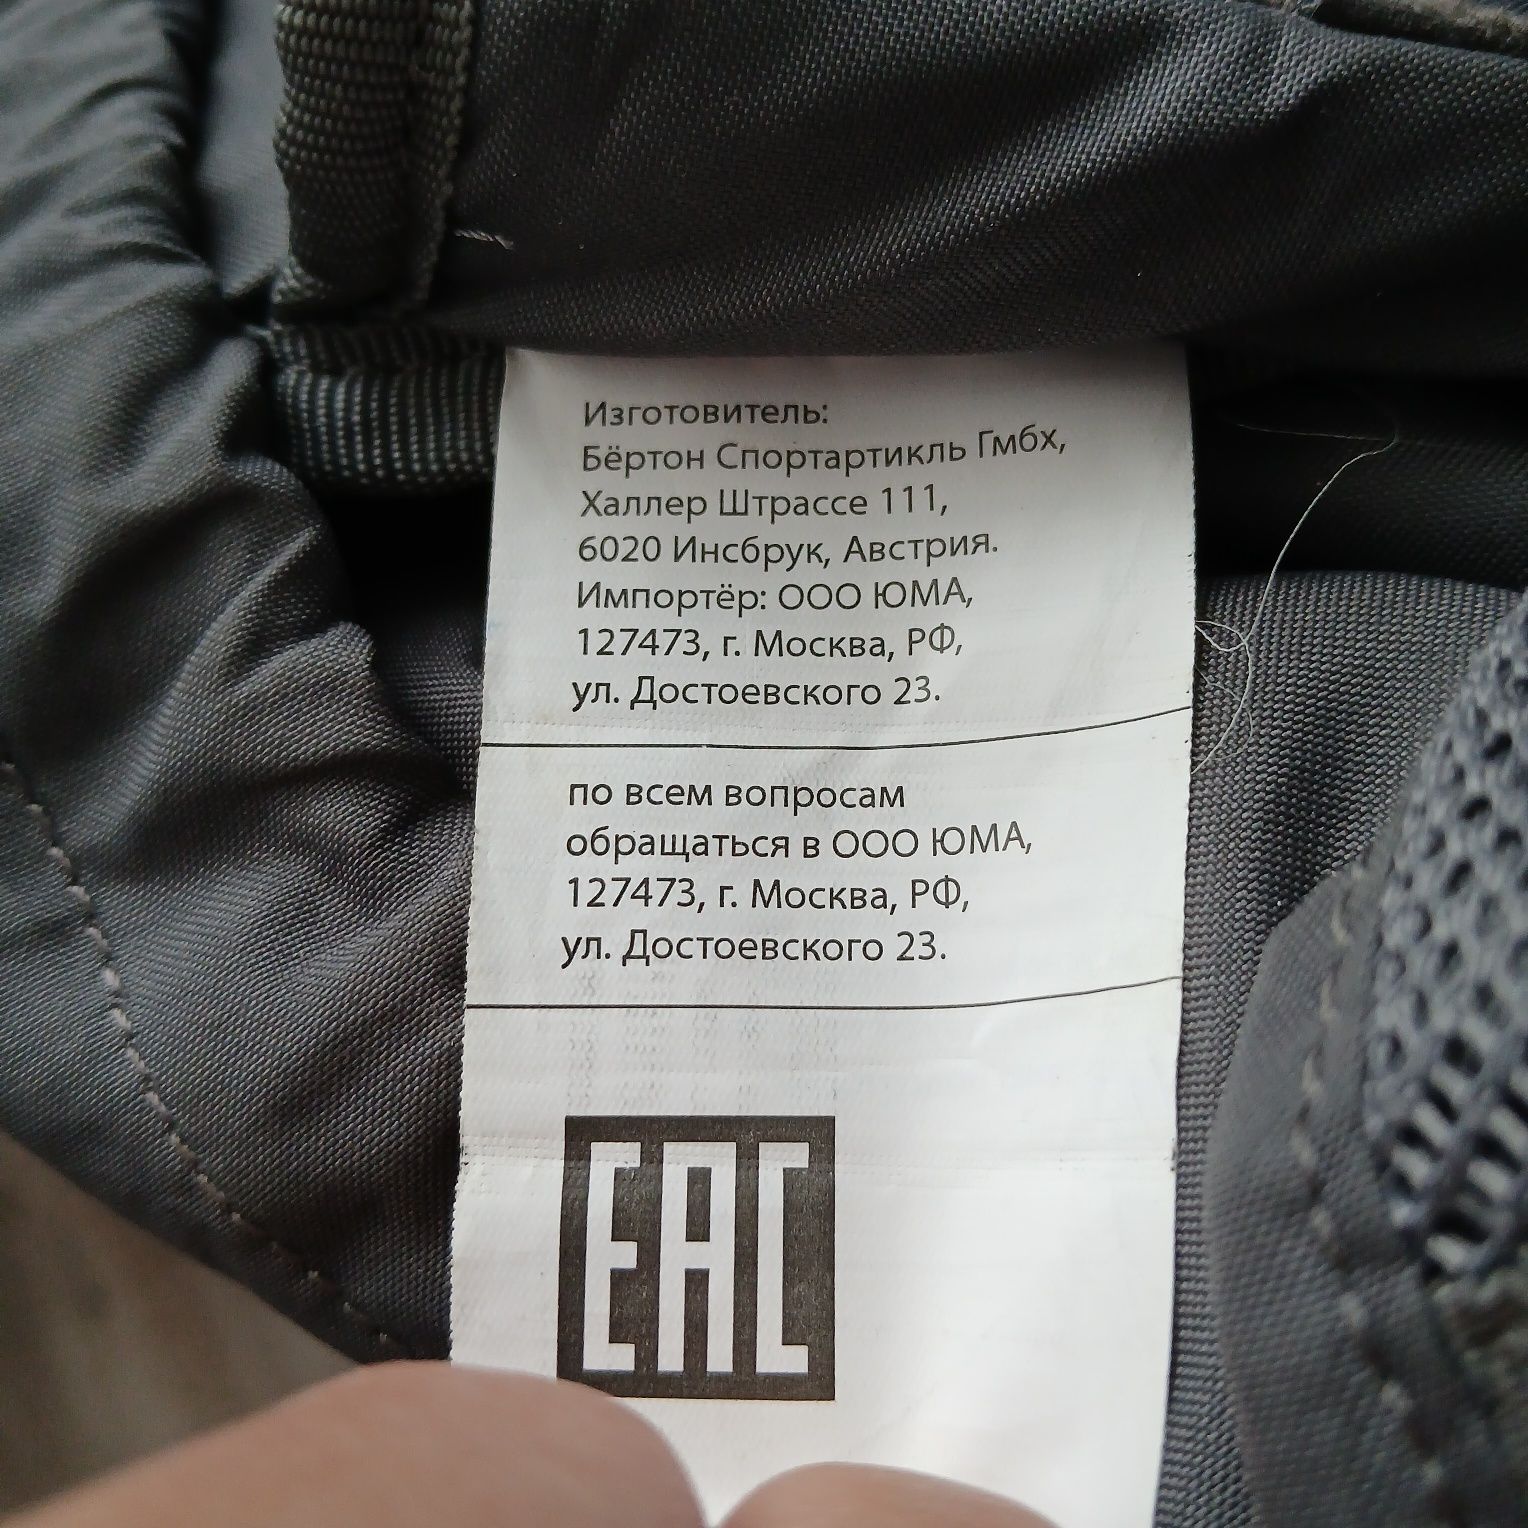 Изготовитель:
Бёртон Спортартикль Гмбх,
Халлер Штрассе 111,
6020 Инсбрук, Австрия.
Импортёр: ООО ЮМА,
127473, г. Москва, РФ,
ул. Достоевского 23.
по всем вопросам
обращаться в ООО ЮМА,
127473, г. Москва, РФ,
ул. Достоевского 23.
EAC